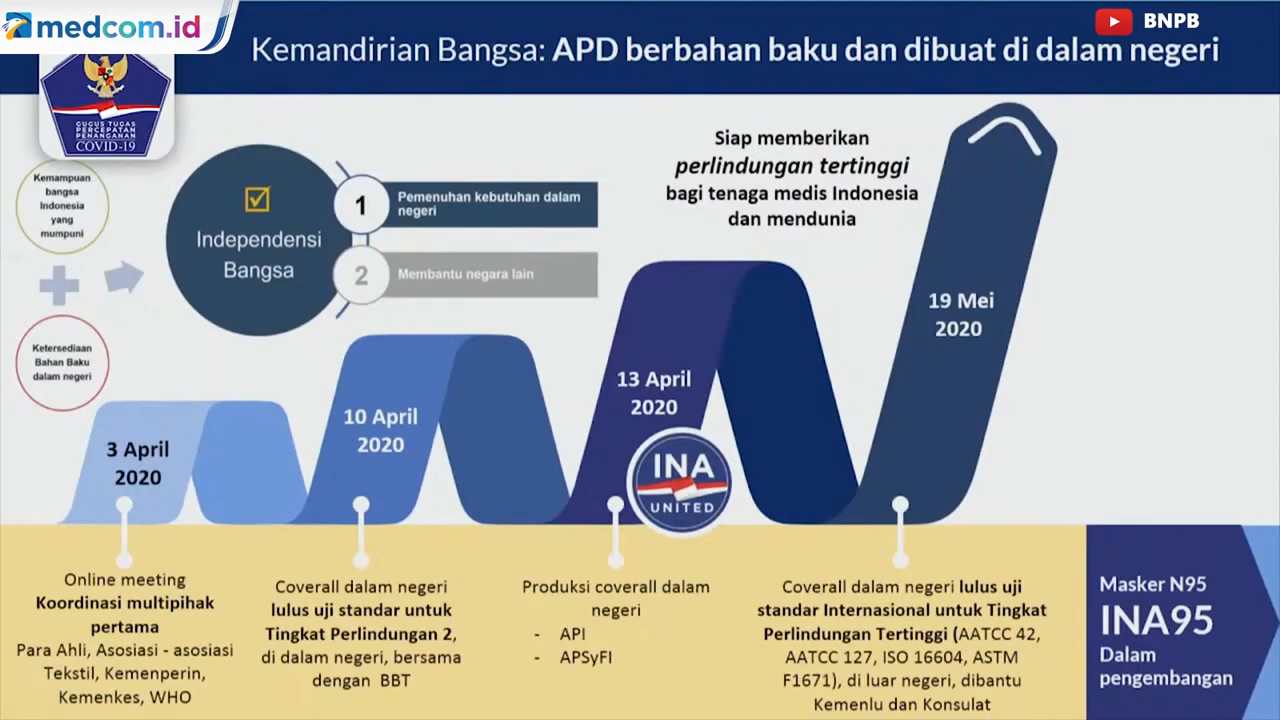 medcom.id
BNPB
Kemandirian Bangsa: APD berbahan baku dan dibuat di dalam negeri
GUGUS TUGAS
PERCEPATAN
PENANGANAN
COVID-19
Kemampuan
bangsa
Indonesia
yang
mumpuni
Ketersediaan
Bahan Baku
dalam negeri
Independensi
Bangsa
1
Pemenuhan kebutuhan dalam
negeri
2
Membantu negara lain
Siap memberikan
perlindungan tertinggi
bagi tenaga medis Indonesia
dan mendunia
3 April
2020
10 April
2020
13 April
2020
19 Mei
2020
INA
UNITED
Online meeting
Koordinasi multipihak
pertama
Para Ahli, Asosiasi - asosiasi
Tekstil, Kemenperin,
Kemenkes, WHO
Coverall dalam negeri
lulus uji standar untuk
Tingkat Perlindungan 2,
di dalam negeri, bersama
dengan BBT
Produksi coverall dalam
negeri
- API
- APSyFI
Coverall dalam negeri lulus uji
standar Internasional untuk Tingkat
Perlindungan Tertinggi (AATCC 42,
AATCC 127, ISO 16604, ASTM
F1671), di luar negeri, dibantu
Kemenlu dan Konsulat
Masker N95
INA95
Dalam
pengembangan